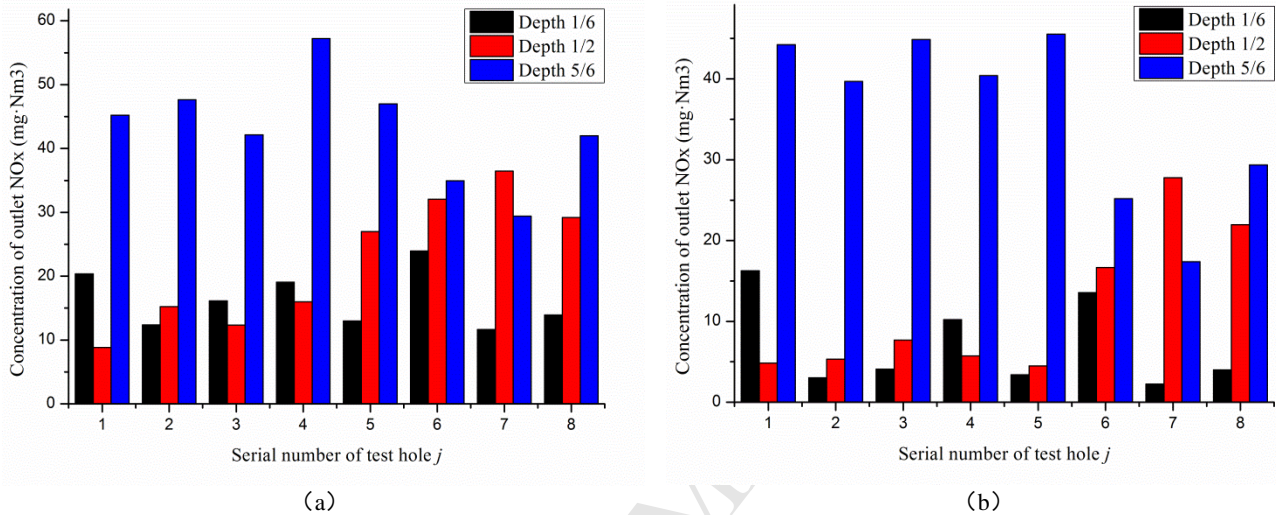 60
50
40
30
20
10
0
Concentration of outlet NOx (mg·Nm3)
Depth 1/6
Depth 1/2
Depth 5/6
1 2 3 4 5 6 7 8
Serial number of test hole j
（a）
40
30
20
10
0
Concentration of outlet NOx (mg·Nm3)
Depth 1/6
Depth 1/2
Depth 5/6
1 2 3 4 5 6 7 8
Serial number of test hole j
（b）